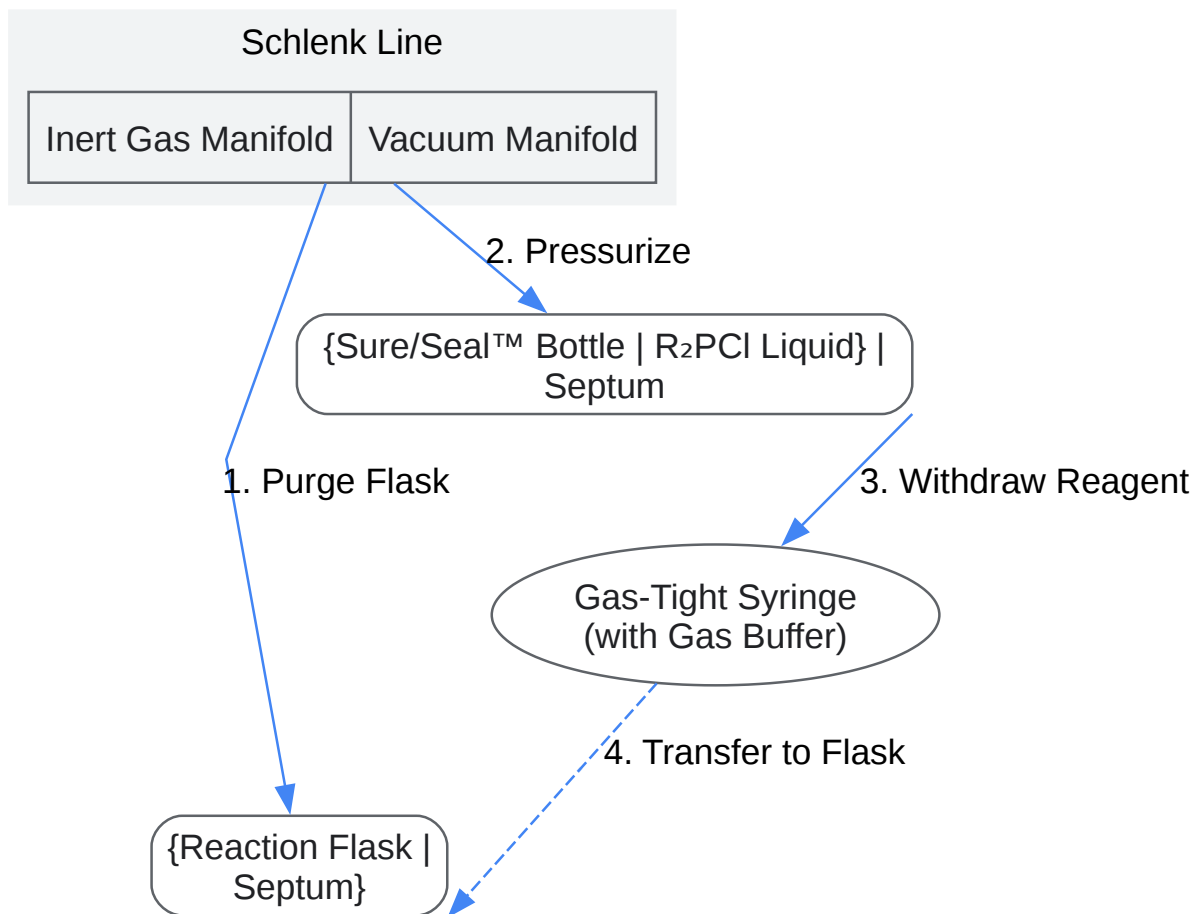 Schlenk Line
Inert Gas Manifold
Vacuum Manifold
2. Pressurize
{Sure/Seal™ Bottle | R₂PCl Liquid} |
Septum
1. Purge Flask
3. Withdraw Reagent
Gas-Tight Syringe
(with Gas Buffer)
4. Transfer to Flask
{Reaction Flask |
Septum}